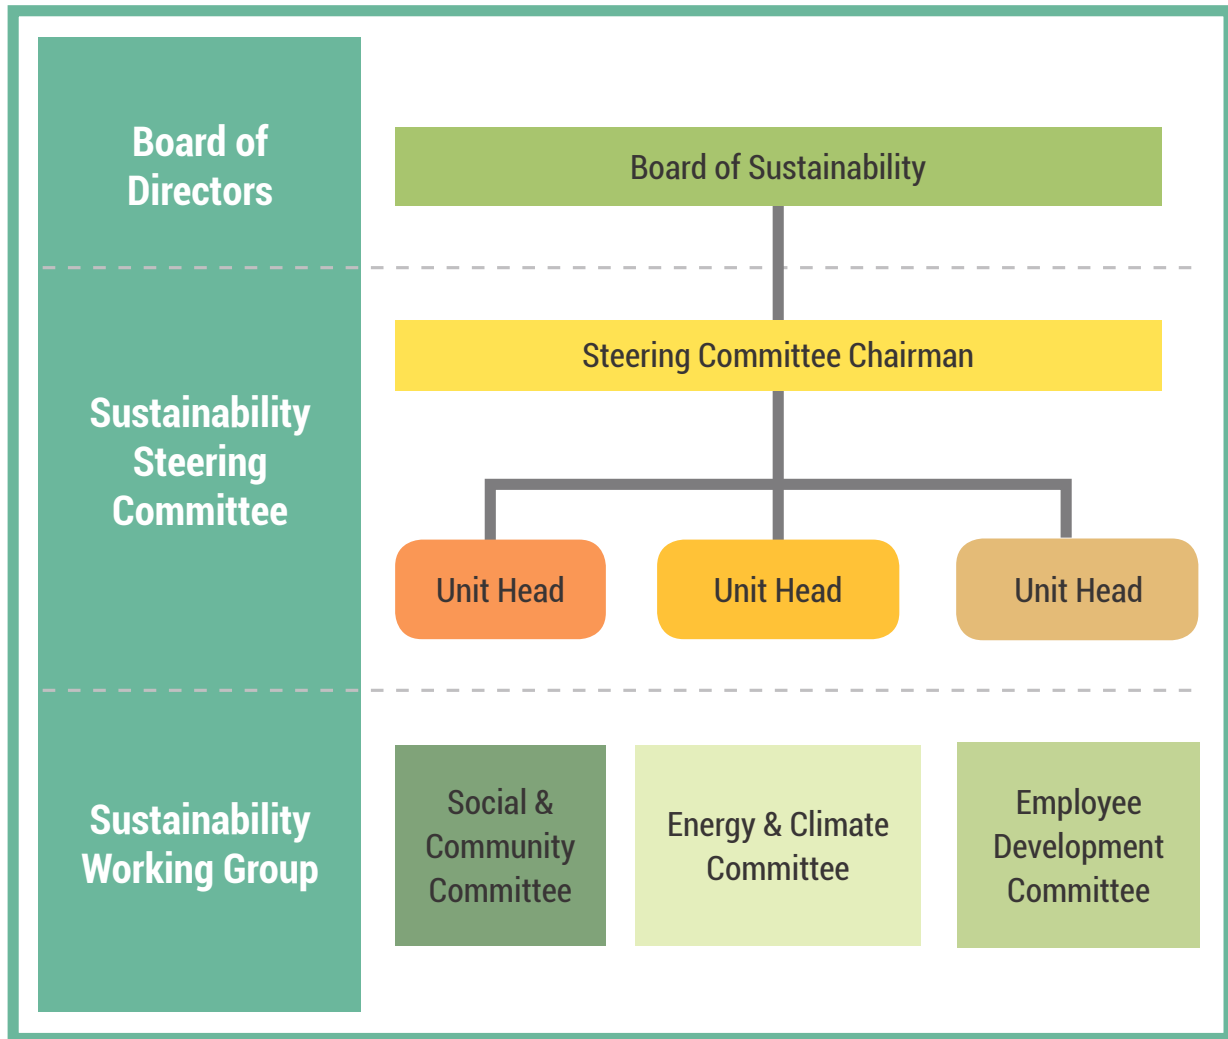 Board of
Directors
Board of Sustainability
Sustainability
Steering
Committee
Steering Committee Chairman
Unit Head
Unit Head
Unit Head
Sustainability
Working Group
Social &
Community
Committee
Energy & Climate
Committee
Employee
Development
Committee